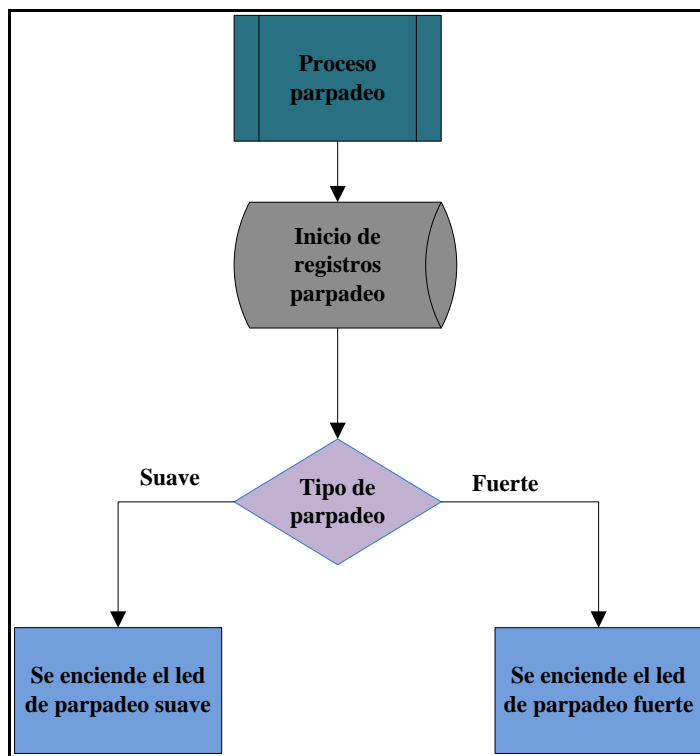 Proceso
parpadeo
Inicio de
registros
parpadeo
Suave
Tipo de
parpadeo
Fuerte
Se enciende el led
de parpadeo suave
Se enciende el led
de parpadeo fuerte